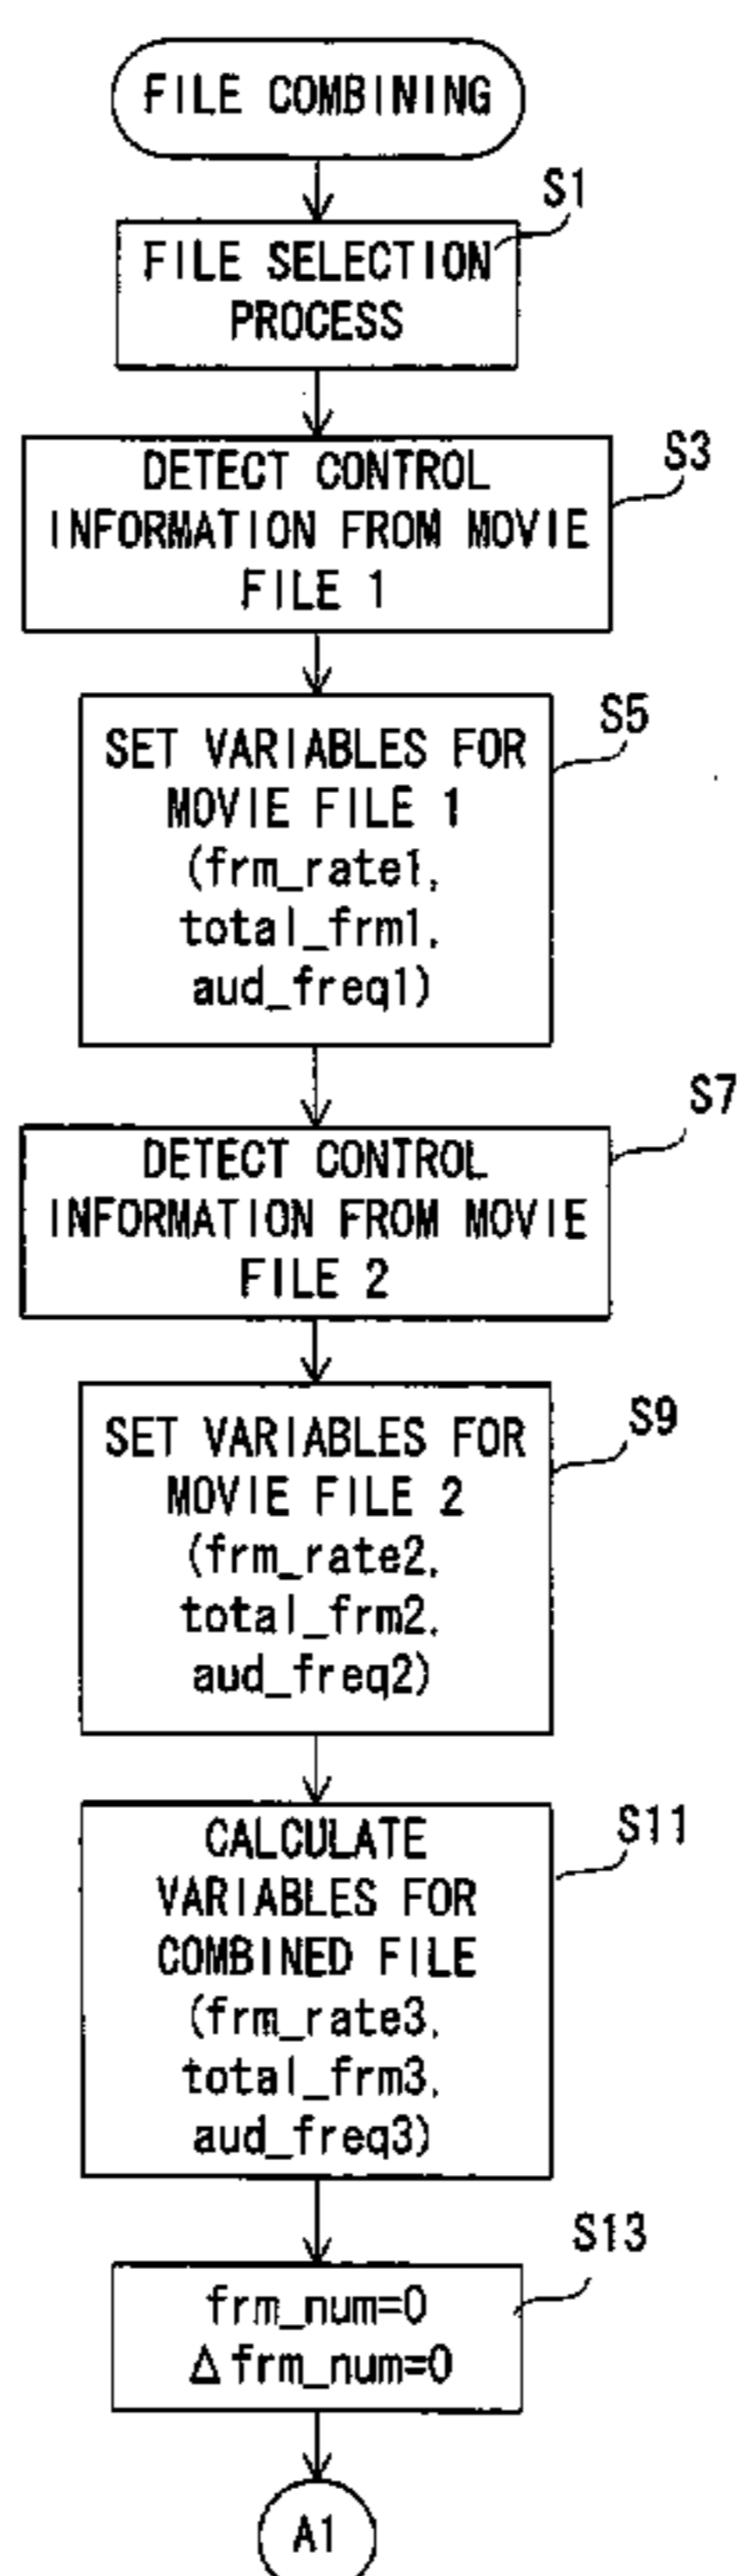 FILE COMBINING
S1
FILE SELECTION
PROCESS
S3
DETECT CONTROL
INFORMATION FROM MOVIE
FILE 1
S5
SET VARIABLES FOR
MOVIE FILE 1
(frm_rate1,
total_frm1,
aud_freq1)
S7
DETECT CONTROL
INFORMATION FROM MOVIE
FILE 2
S9
SET VARIABLES FOR
MOVIE FILE 2
(frm_rate2,
total_frm2,
aud_freq2)
S11
CALCULATE
VARIABLES FOR
COMBINED FILE
(frm_rate3,
total_frm3,
aud_freq3)
S13
frm_num=0
Δfrm_num=0
A1